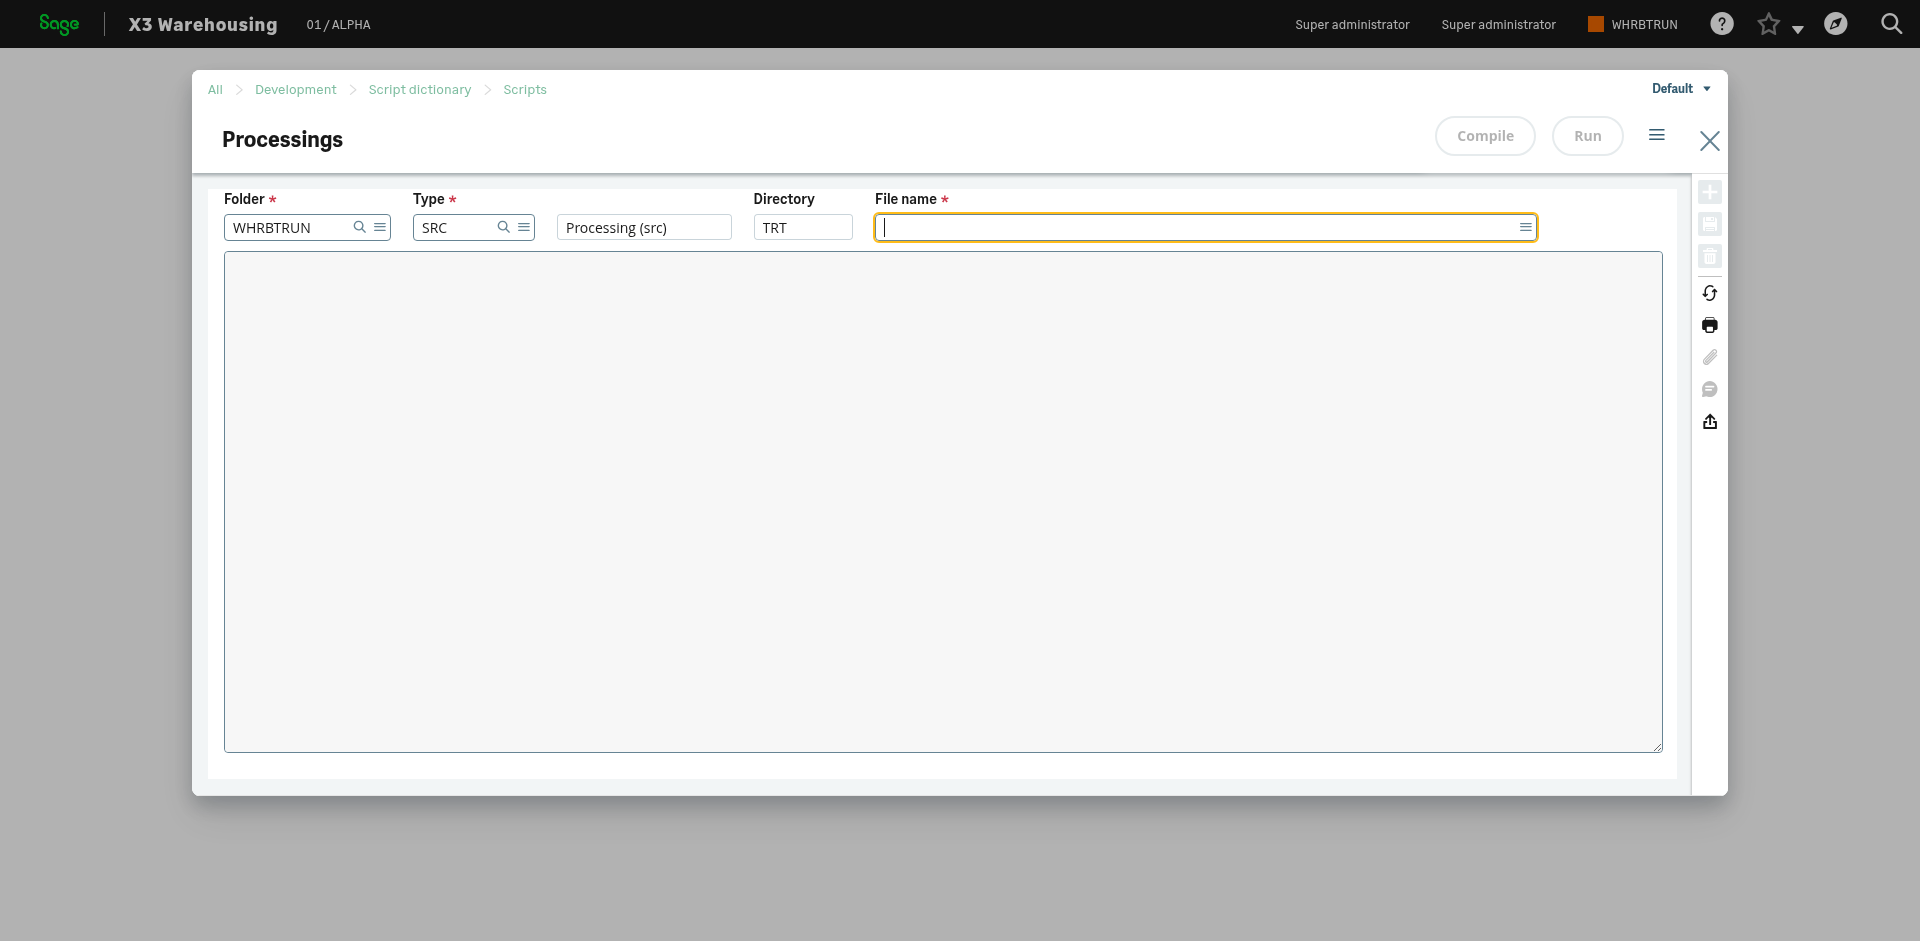 Sage X3 Warehousing 01/ALPHA Super administrator Super administrator WHRBTRUN
All Development Script dictionary Scripts Default
Processings Compile Run
Folder * Type * Directory File name *
WHRBTRUN SRC Processing (src) TRT